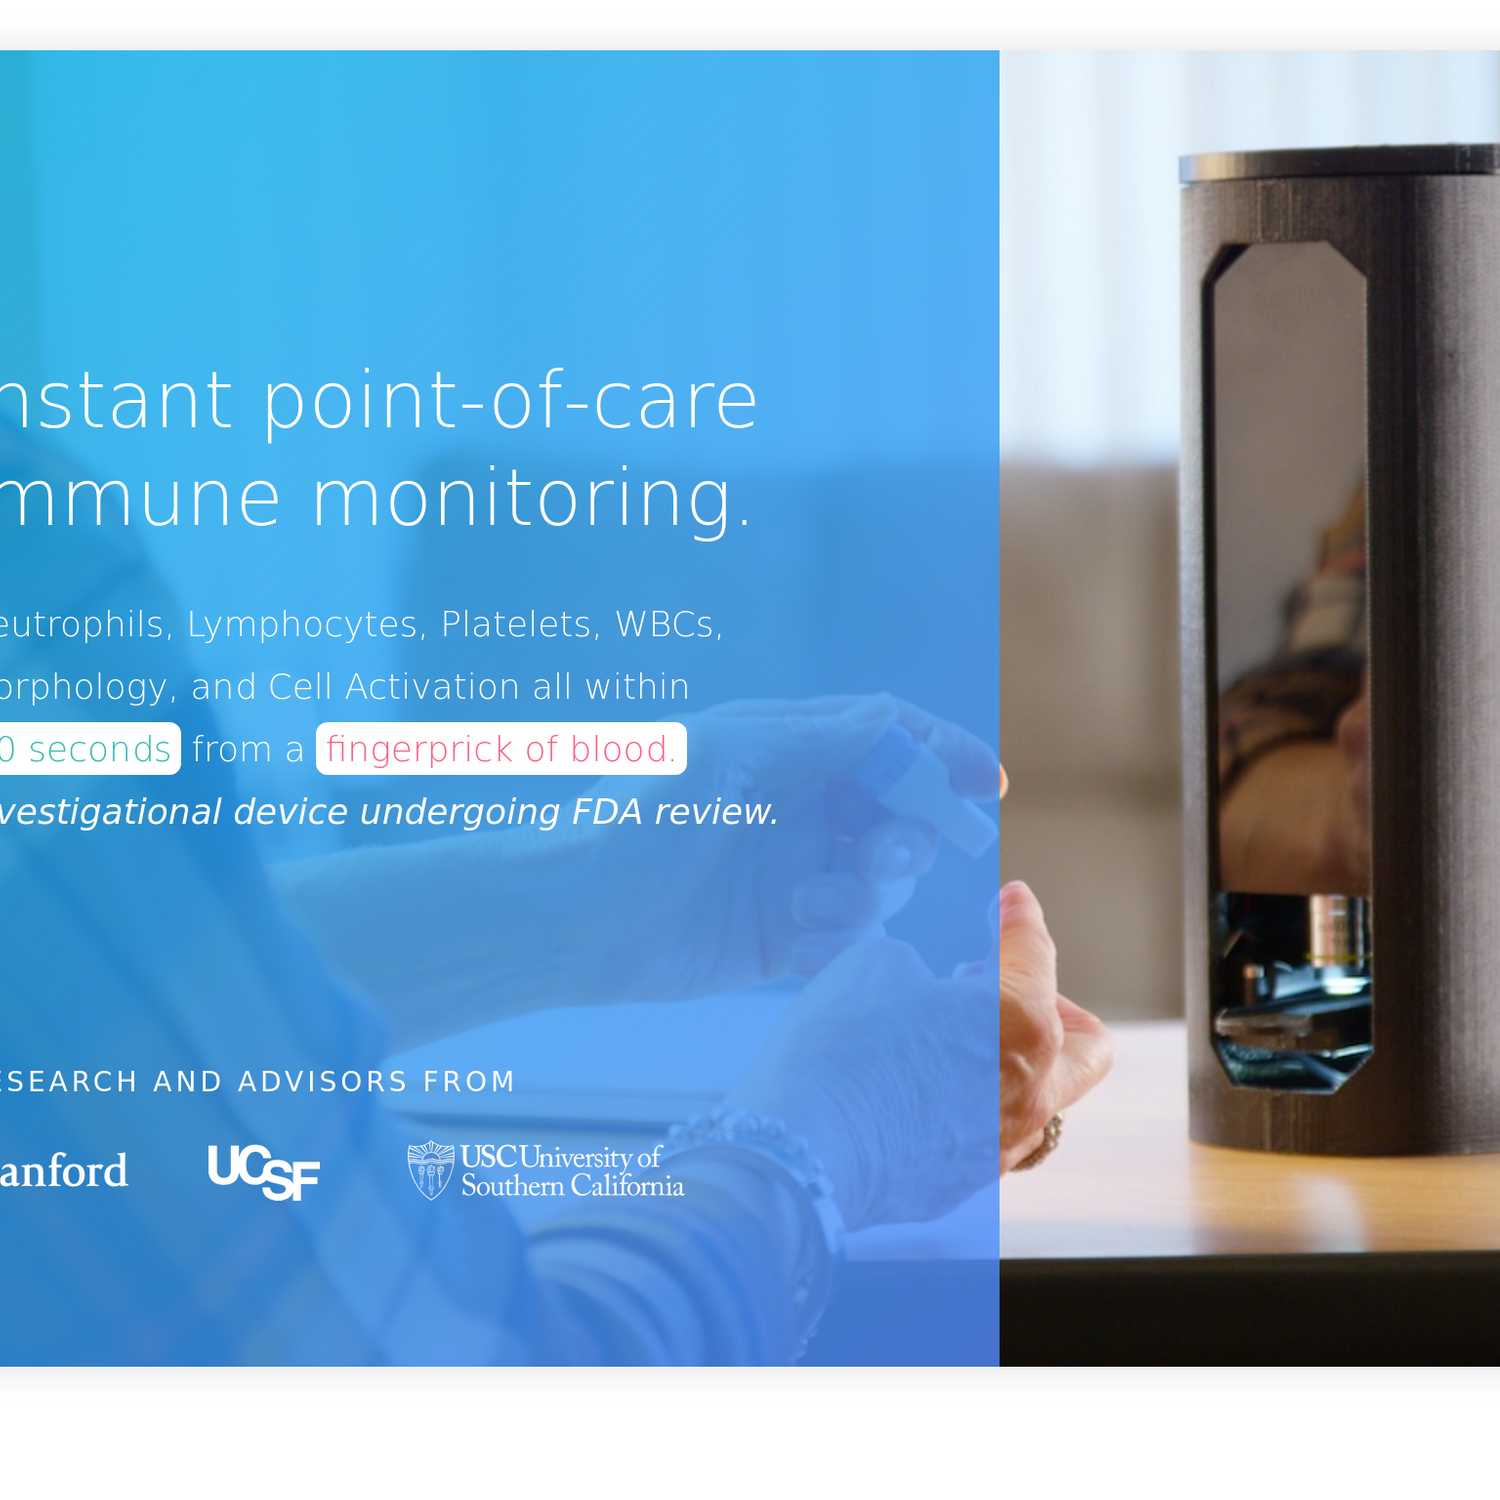 nstant point-of-care
mmune monitoring.
eutrophils, Lymphocytes, Platelets, WBCs,
orphology, and Cell Activation all within
0 seconds from a fingerprick of blood.
vestigational device undergoing FDA review.
ESEARCH AND ADVISORS FROM
anford
UCSF
USC University of
Southern California